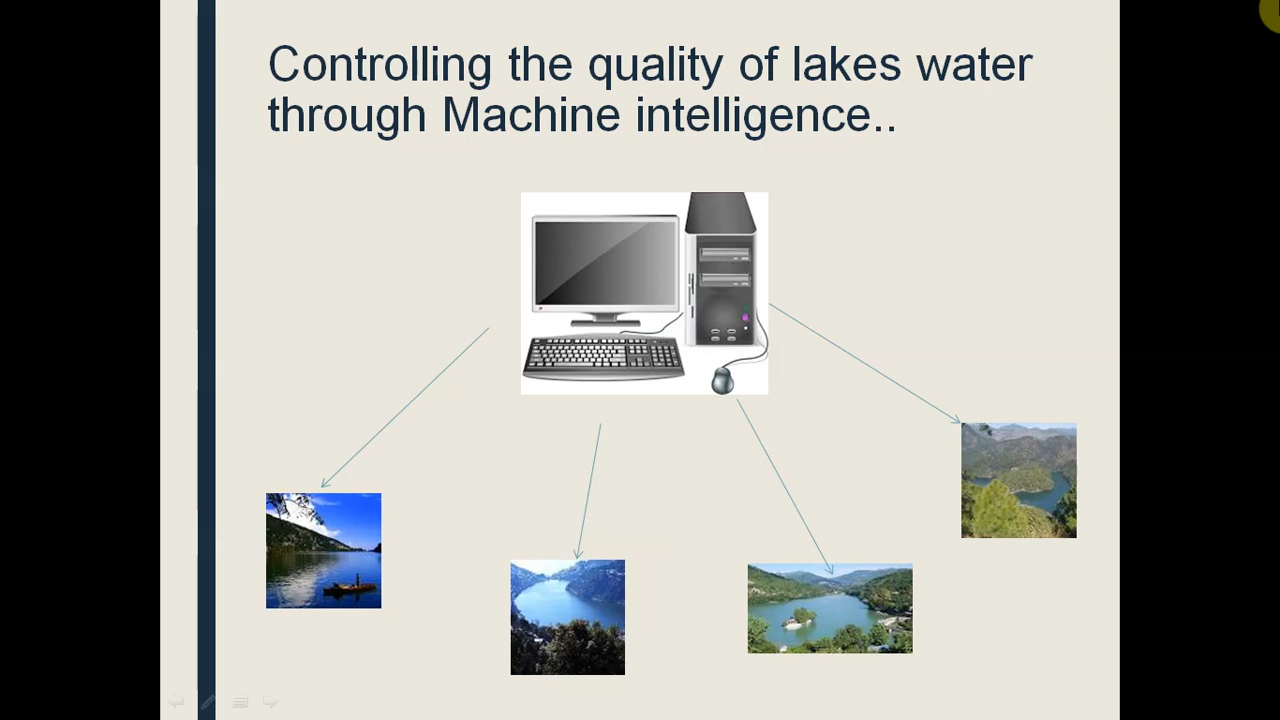 Controlling the quality of lakes water
through Machine intelligence..